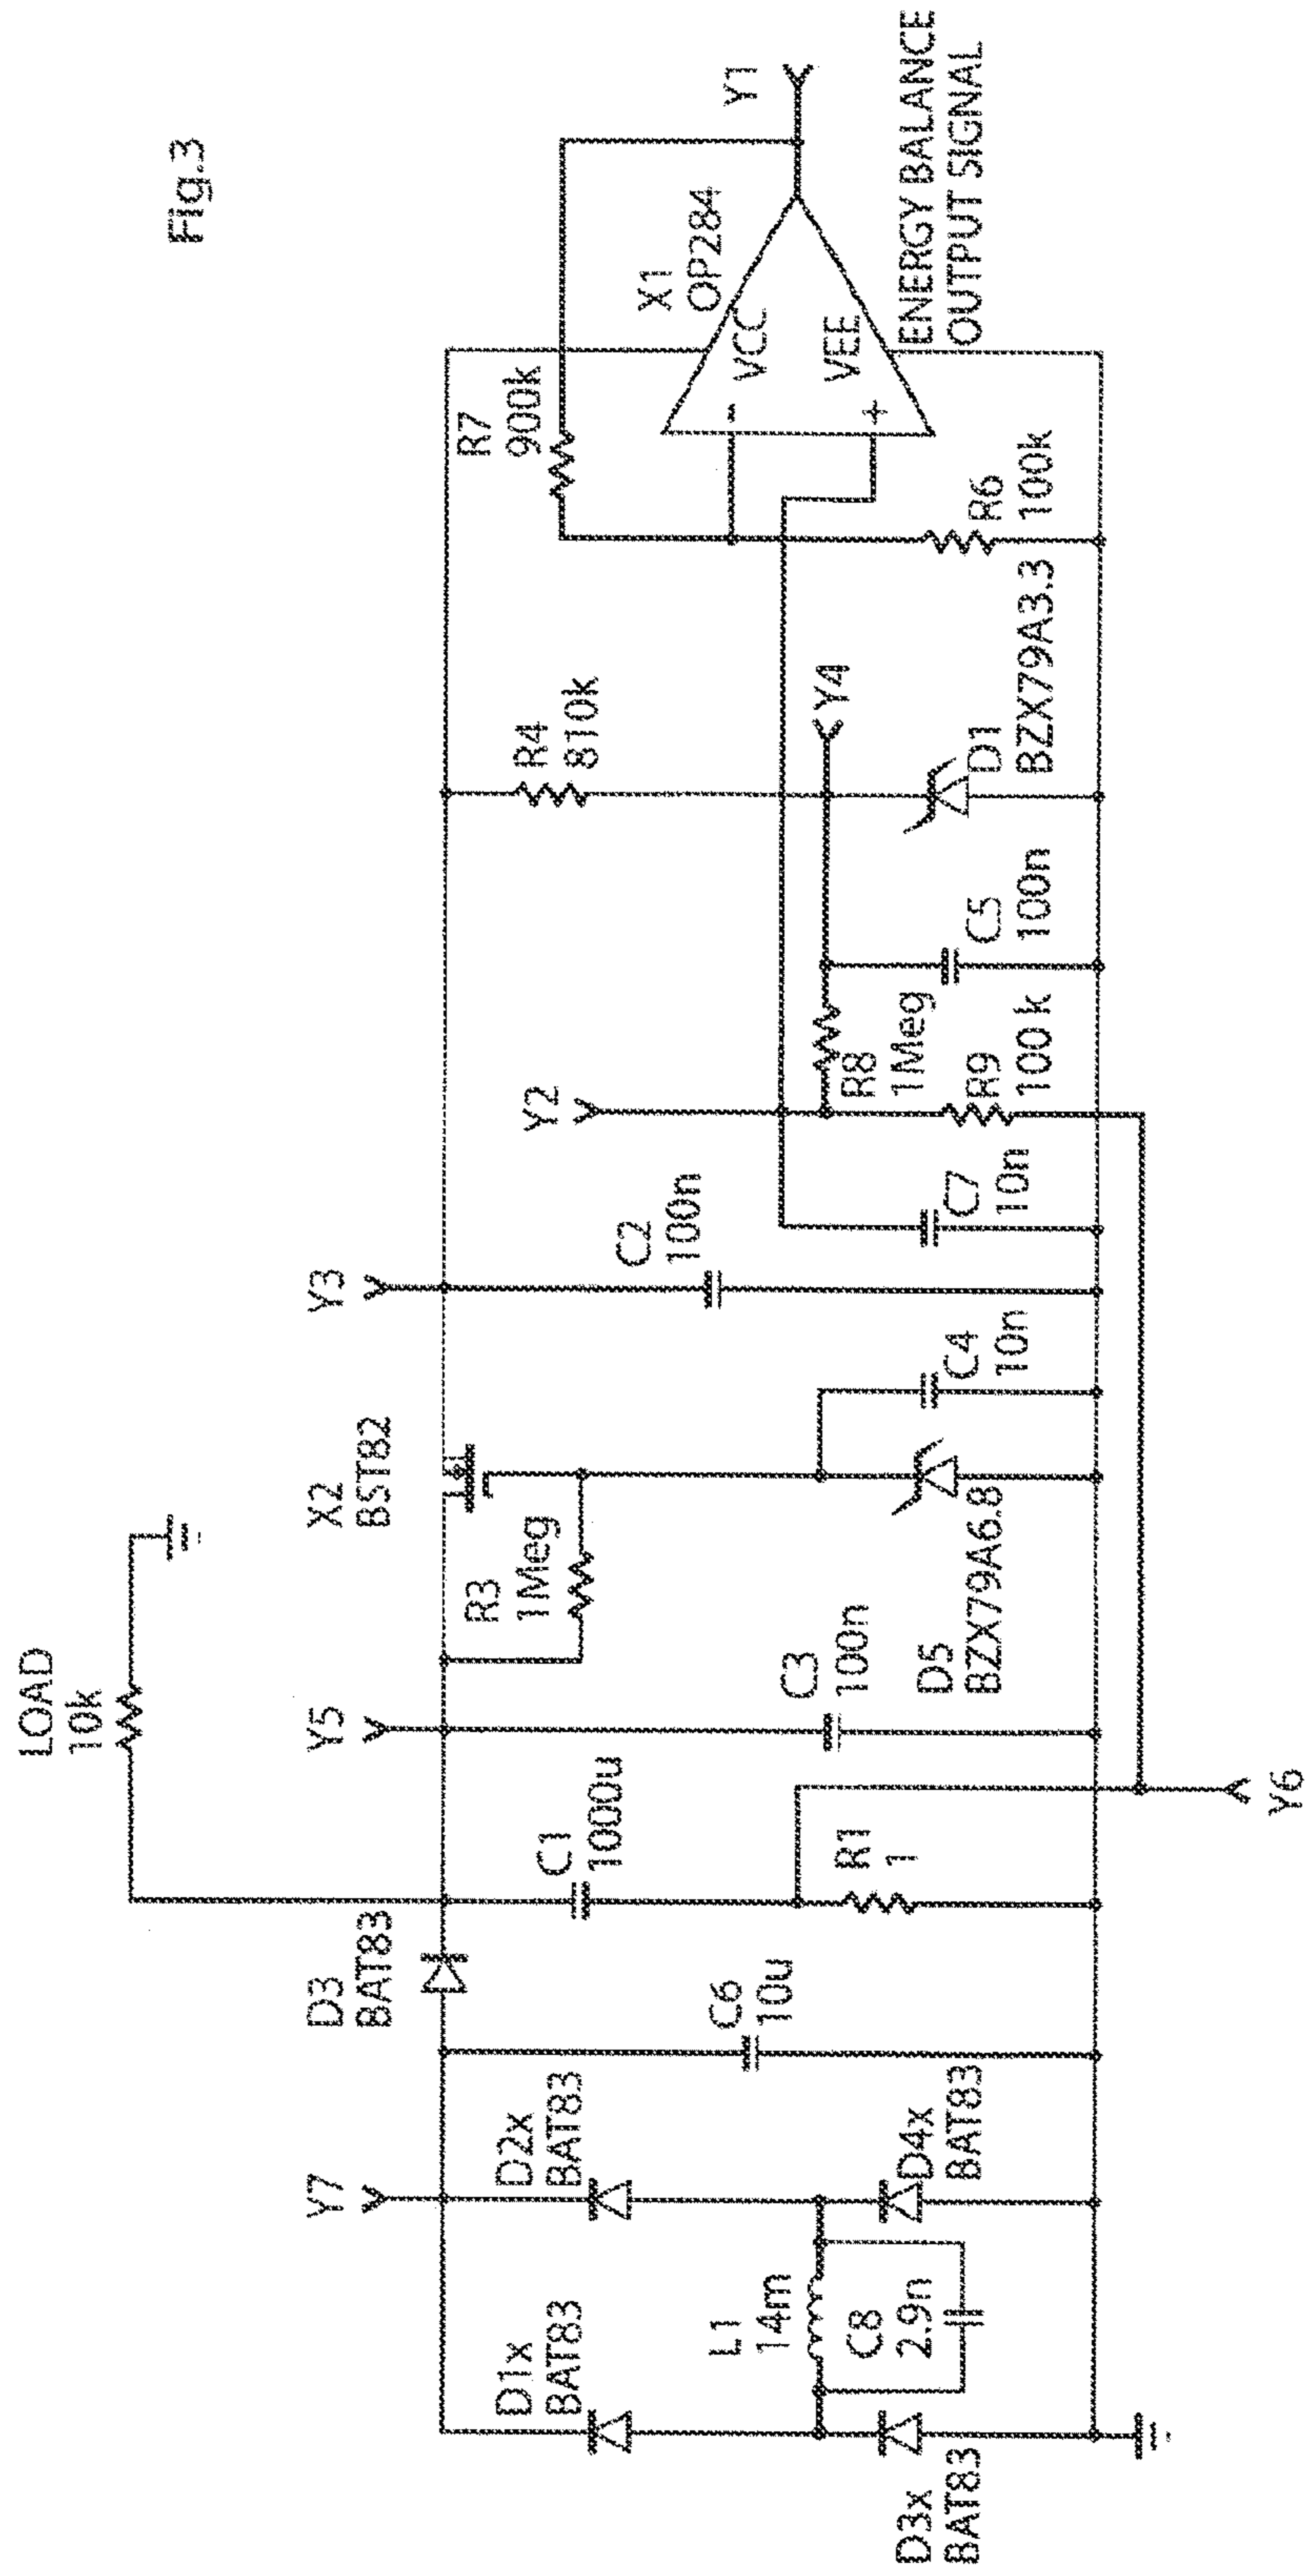 Fig.3
LOAD
10k
D3
BAT83
Y7
Y5
X2
BST82
Y3
Y2
D1x
BAT83
D2x
BAT83
C6
10u
C1
1000u
R3
1Meg
C2
100n
R4
810k
R7
900k
X1
OP284
Y1
VCC
VEE
-
+
ENERGY BALANCE
OUTPUT SIGNAL
L1
14m
C8
2.9n
D3x
BAT83
D4x
BAT83
R1
1
C3
100n
D5
BZX79A6.8
C4
10n
C7
10n
R8
1Meg
R9
100k
C5
100n
Y4
D1
BZX79A3.3
R6
100k
Y6